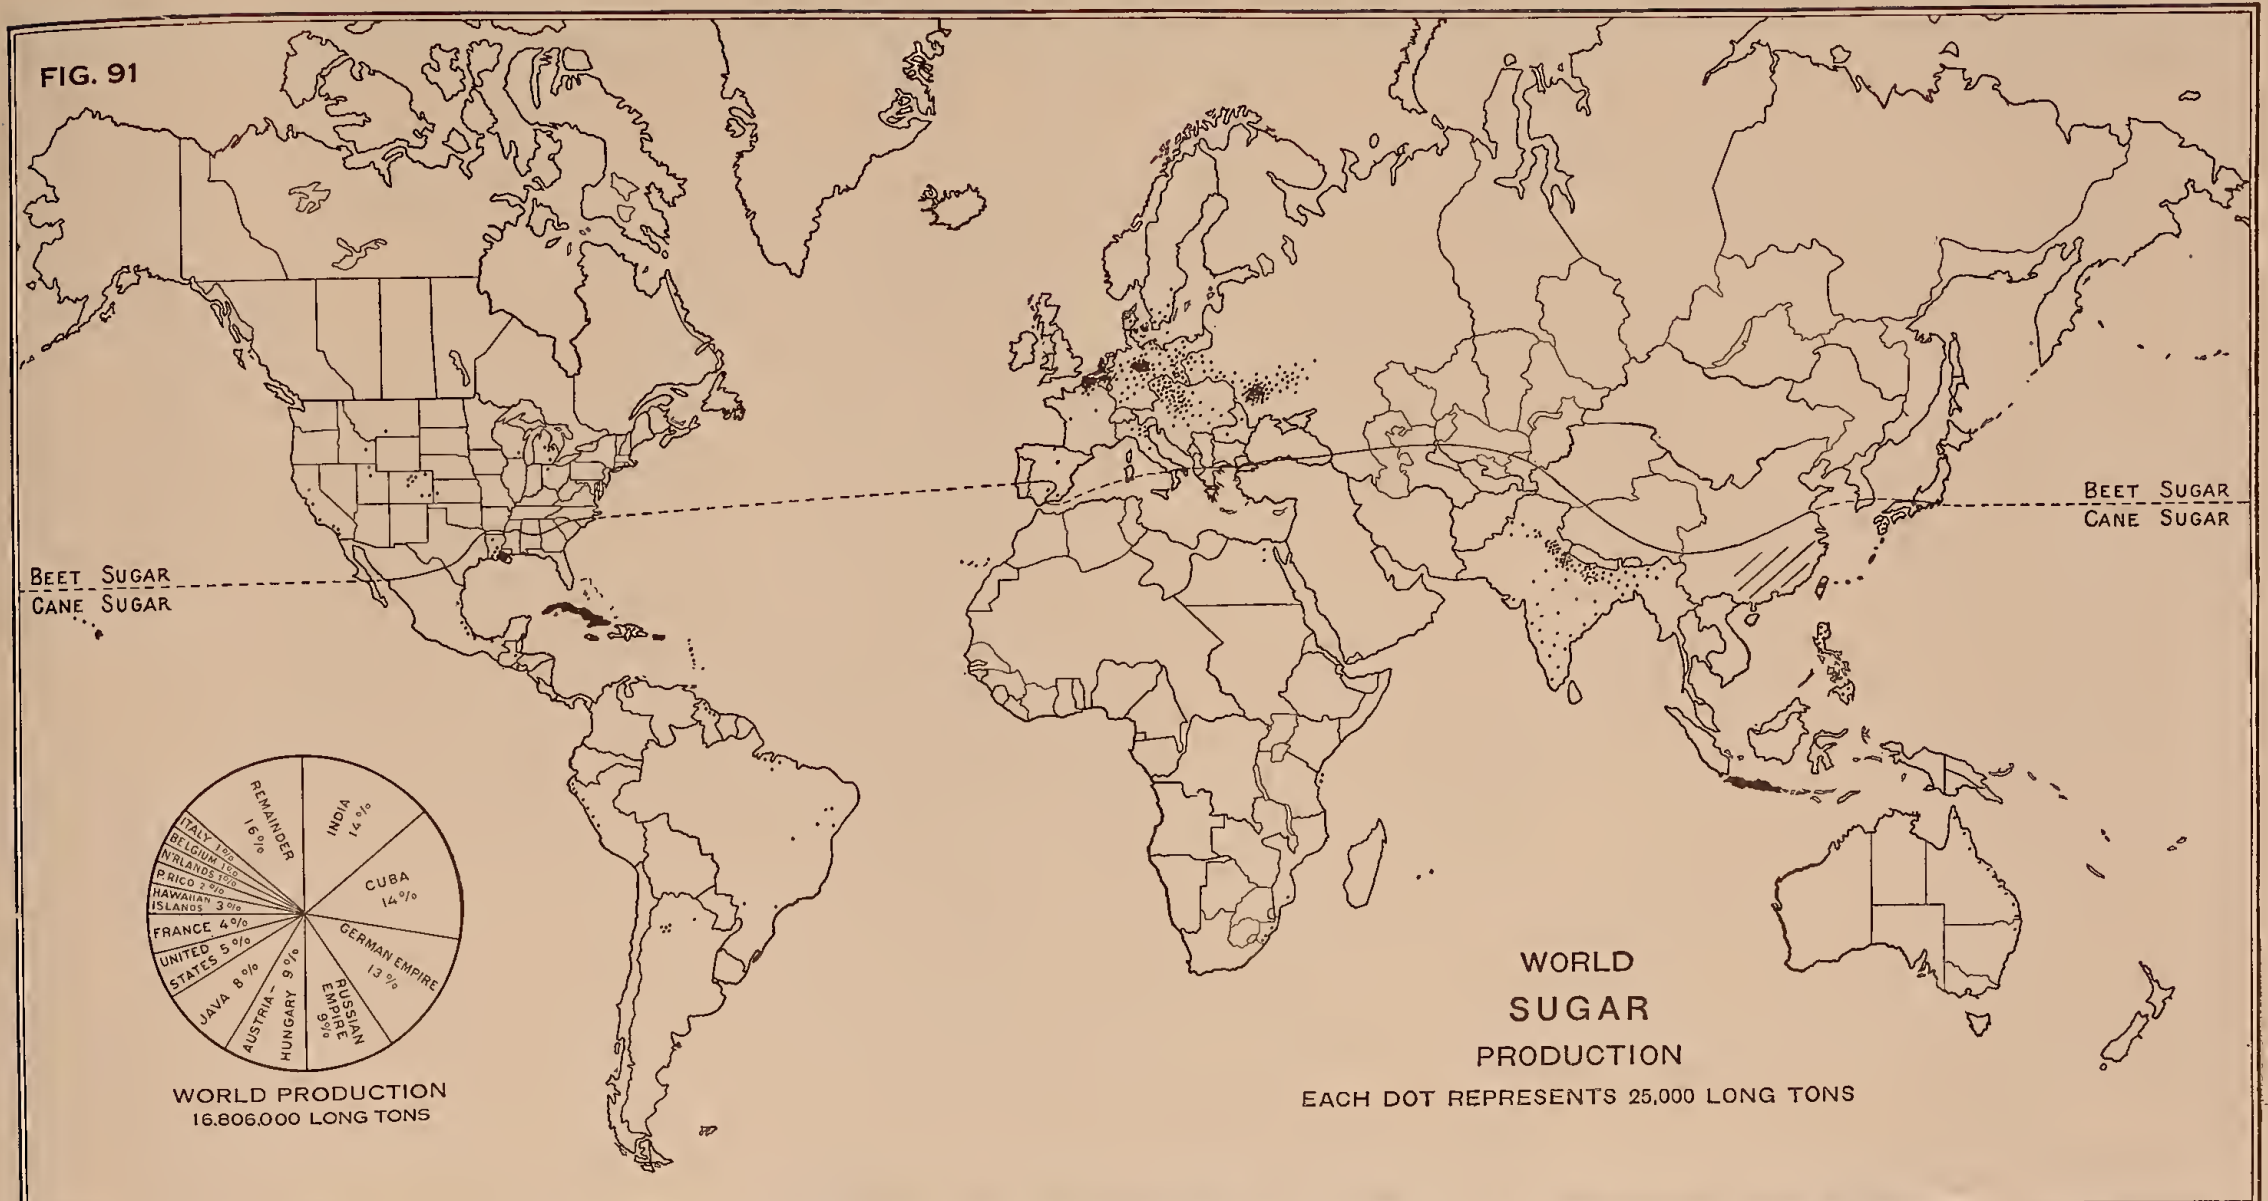 FIG. 91
BEET SUGAR
CANE SUGAR
BEET SUGAR
CANE SUGAR
INDIA
14%
CUBA
14%
GERMAN EMPIRE
13%
RUSSIAN
EMPIRE
9%
AUSTRIA-
HUNGARY 9%
JAVA 8%
UNITED
STATES 5%
FRANCE 4%
HAWAIIAN
ISLANDS 3%
P.RICO 2%
N'RLANDS 1%
BELGIUM 1%
ITALY 1%
REMAINDER
16%
WORLD PRODUCTION
16.806.000 LONG TONS
WORLD
SUGAR
PRODUCTION
EACH DOT REPRESENTS 25,000 LONG TONS